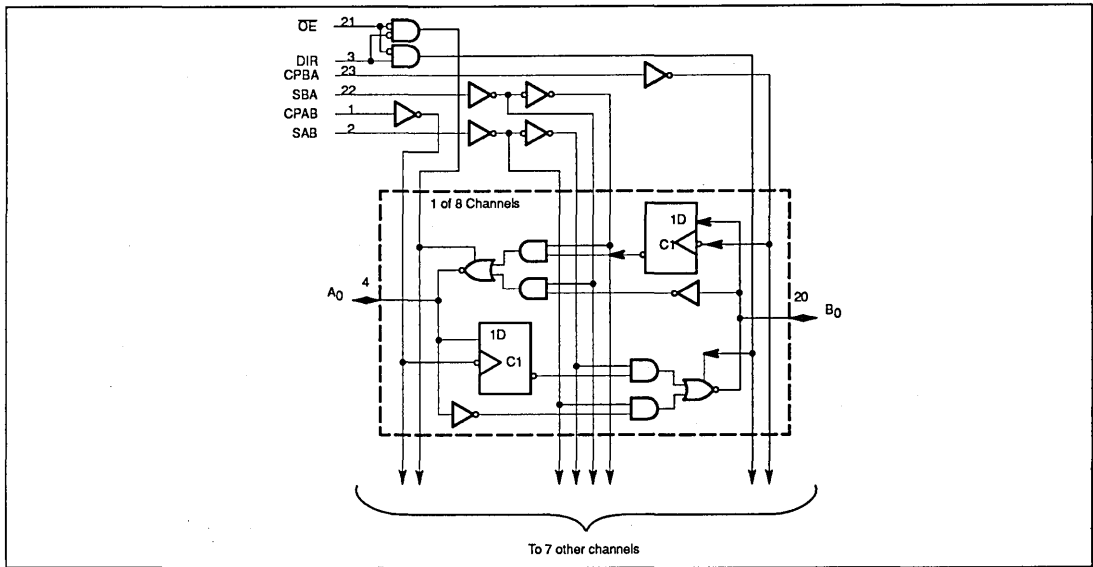 OE 21
DIR 3
CPBA 23
SBA 22
CPAB 1
SAB 2
1 of 8 Channels
1D
C1
4
A0
20
B0
1D
C1
To 7 other channels